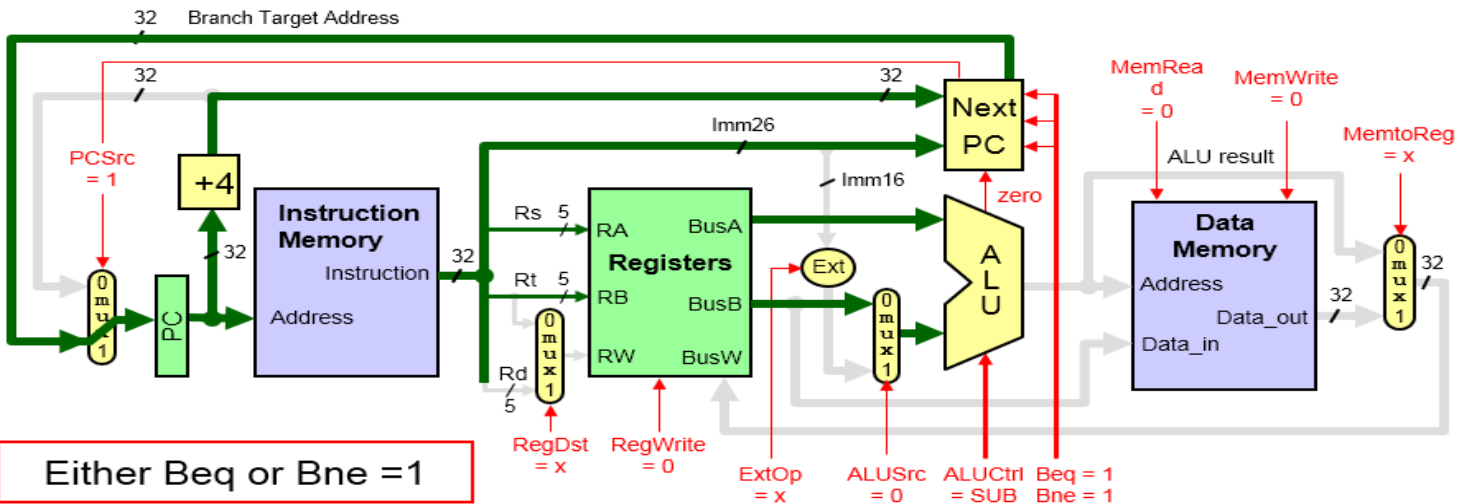 32
Branch Target Address
32
32
Imm26
PCSrc
= 1
+4
Next
PC
MemRea
d
= 0
MemWrite
= 0
MemtoReg
= x
Imm16
ALU result
zero
Instruction
Memory
Instruction
Address
32
32
Rs
5
Rt
5
Rd
5
RA
BusA
Registers
RB
BusB
RW
BusW
Ext
A
L
U
Data
Memory
Address
Data_out
Data_in
32
32
0
m
u
x
1
PC
0
m
u
x
1
0
m
u
x
1
0
m
u
x
1
RegDst
= x
RegWrite
= 0
ExtOp
= x
ALUSrc
= 0
ALUCtrl
= SUB
Beq = 1
Bne = 1
Either Beq or Bne =1